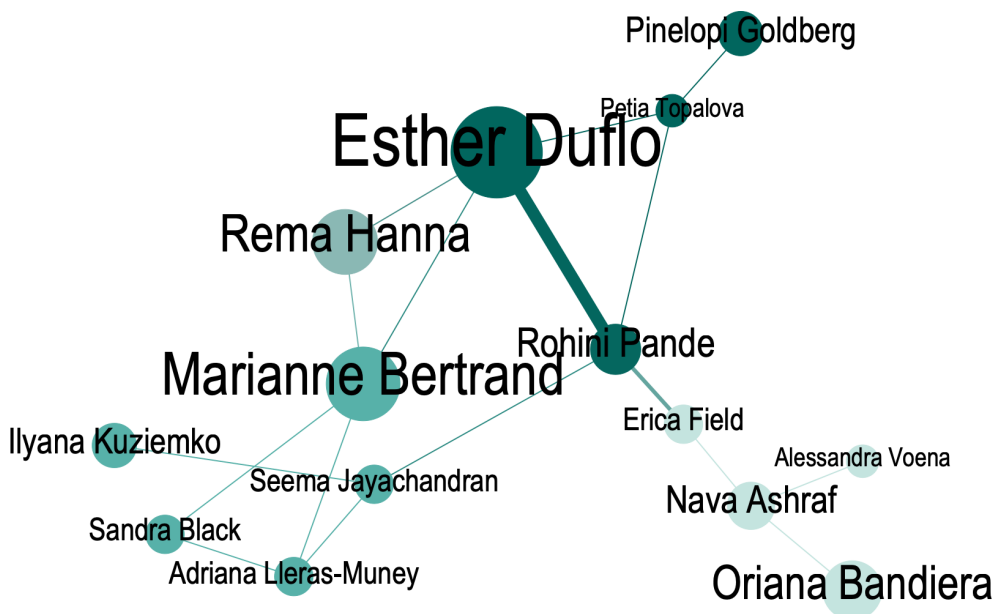 Pinelopi Goldberg
Petia Topalova
Esther Duflo
Rema Hanna
Rohini Pande
Marianne Bertrand
Erica Field
Ilyana Kuziemko
Alessandra Voena
Seema Jayachandran
Nava Ashraf
Sandra Black
Adriana Lleras-Muney
Oriana Bandiera